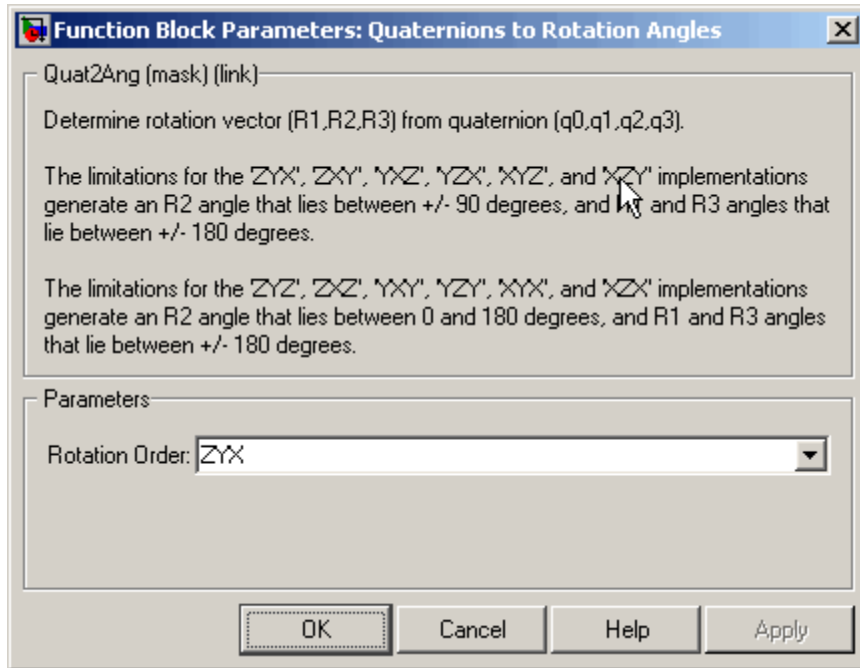 Function Block Parameters: Quaternions to Rotation Angles
Quat2Ang (mask) (link)
Determine rotation vector (R1,R2,R3) from quaternion (q0,q1,q2,q3).
The limitations for the 'ZYX', 'ZXY', 'YXZ', 'YZX', 'XYZ', and 'XZY' implementations
generate an R2 angle that lies between +/- 90 degrees, and and R3 angles that
lie between +/- 180 degrees.
The limitations for the 'ZYZ', 'ZXZ', 'YXY', 'YZY', 'XYX', and 'XZX' implementations
generate an R2 angle that lies between 0 and 180 degrees, and R1 and R3 angles
that lie between +/- 180 degrees.
Parameters
Rotation Order: ZYX
OK Cancel Help Apply